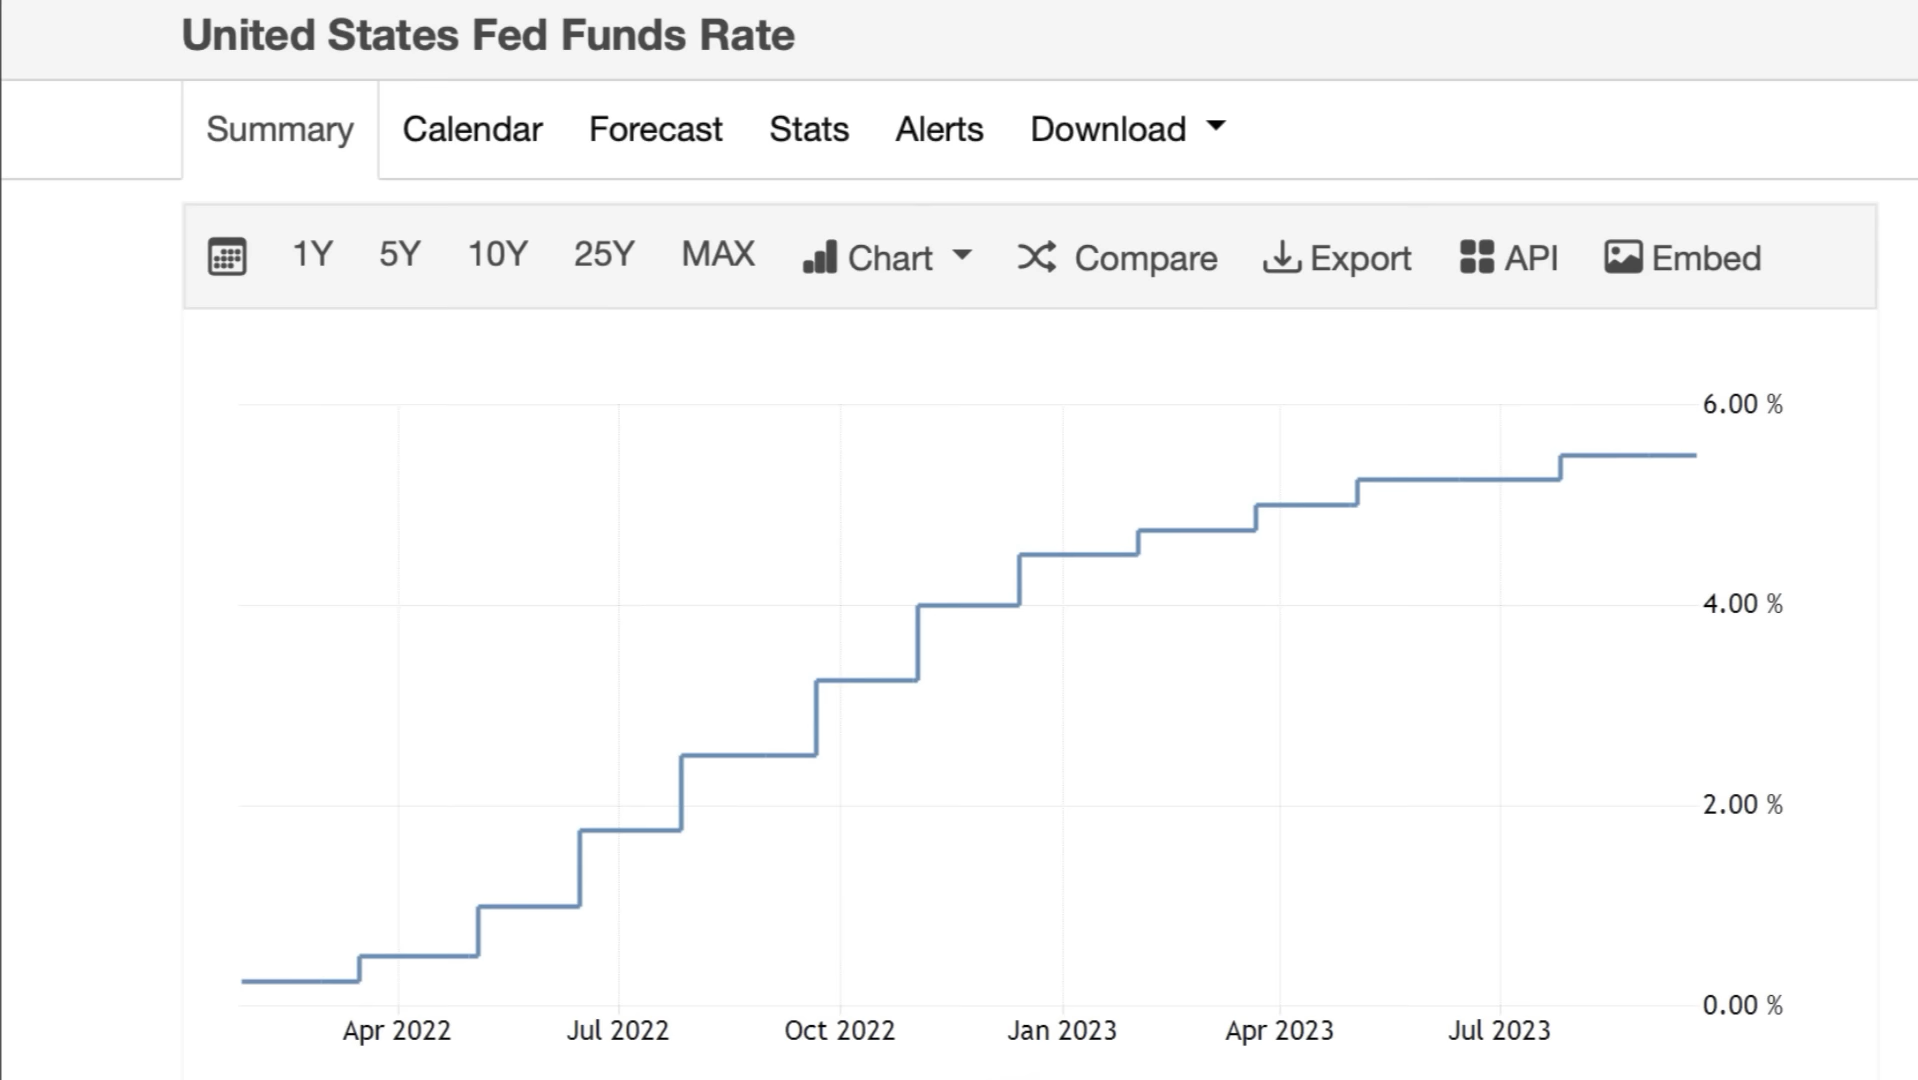 United States Fed Funds Rate
Summary Calendar Forecast Stats Alerts Download
1Y 5Y 10Y 25Y MAX Chart Compare Export API Embed
6.00 %
4.00 %
2.00 %
0.00 %
Apr 2022 Jul 2022 Oct 2022 Jan 2023 Apr 2023 Jul 2023